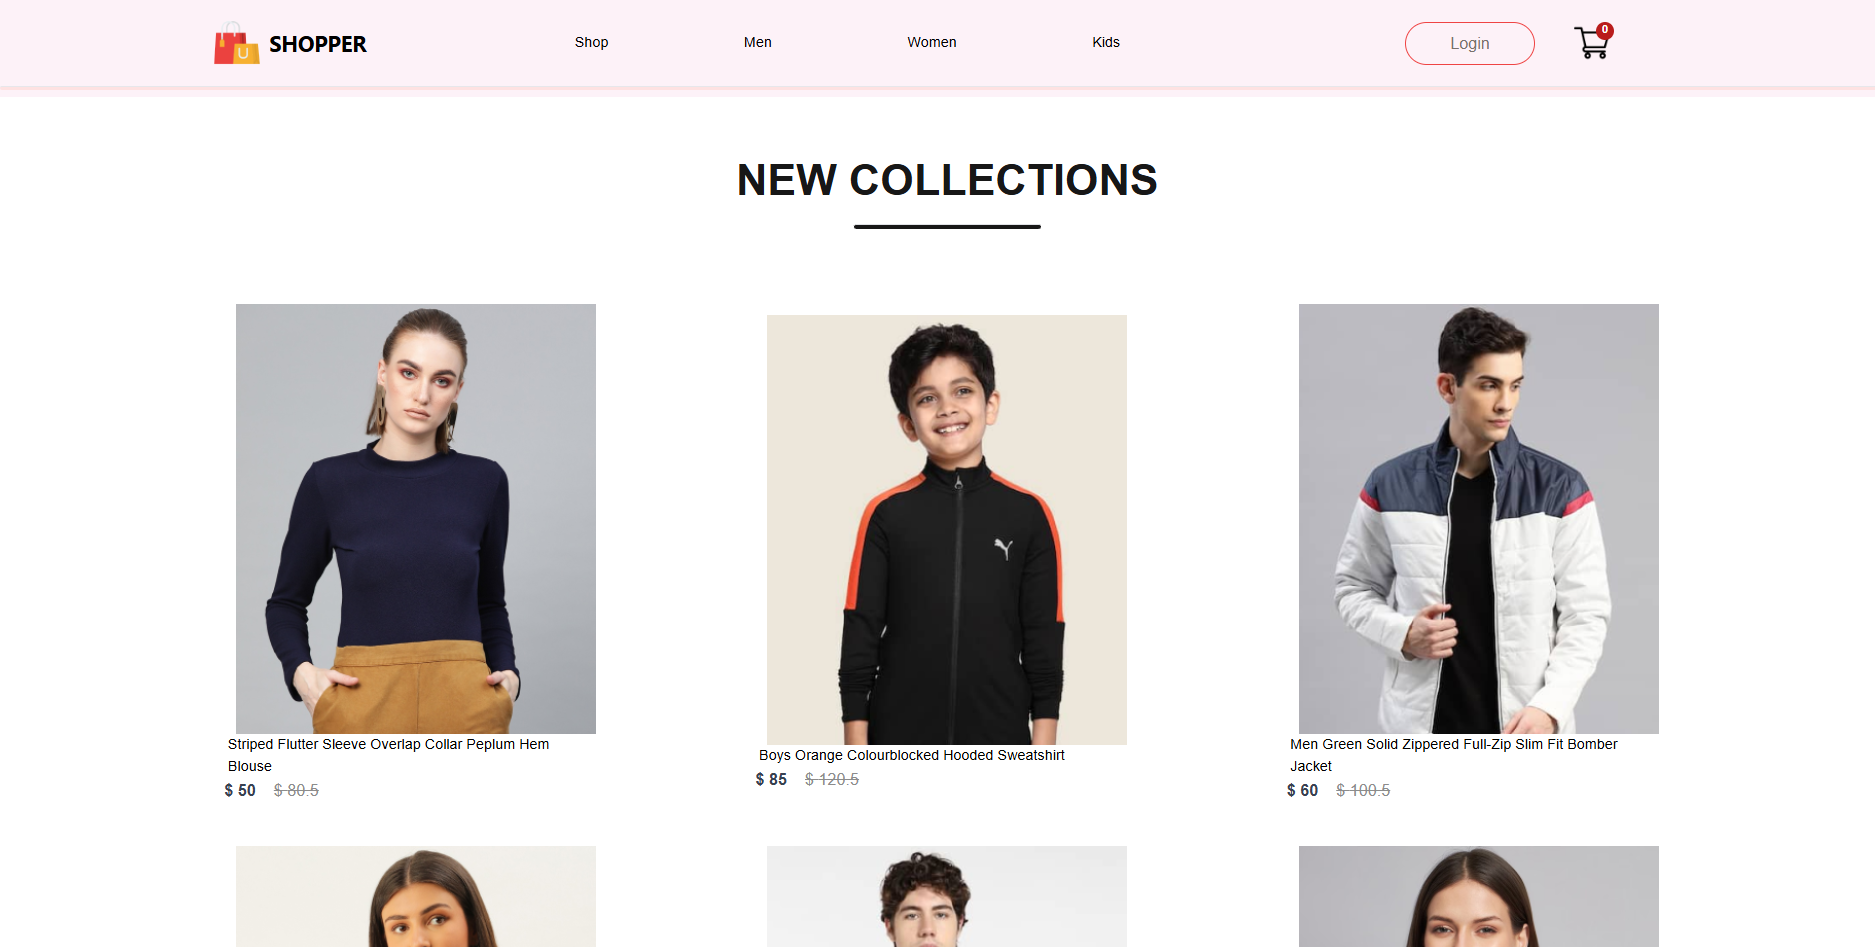 SHOPPER
Shop
Men
Women
Kids
Login
0
NEW COLLECTIONS
Striped Flutter Sleeve Overlap Collar Peplum Hem
Blouse
$ 50 $ 80.5
Boys Orange Colourblocked Hooded Sweatshirt
$ 85 $ 120.5
Men Green Solid Zippered Full-Zip Slim Fit Bomber
Jacket
$ 60 $ 100.5